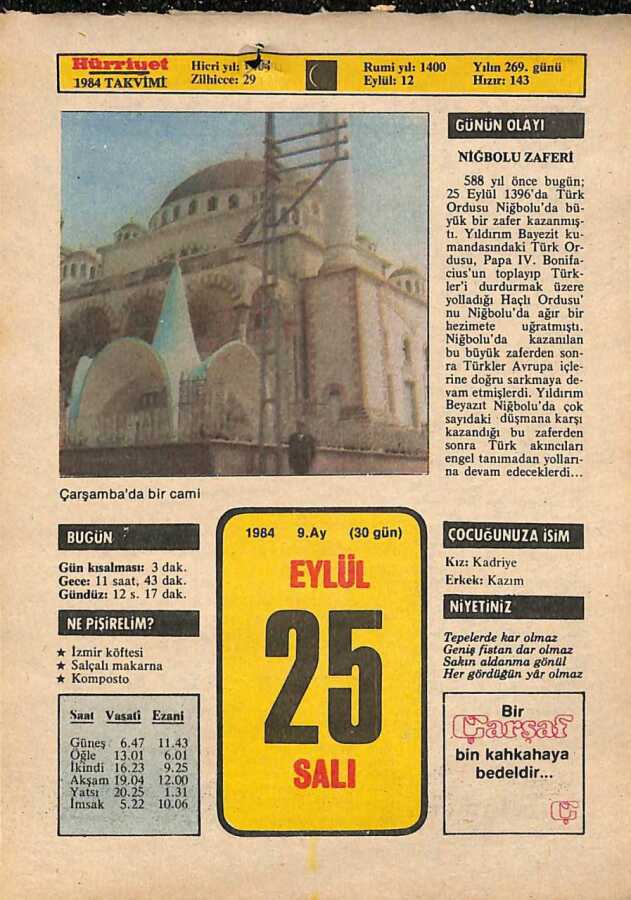 Hürriyet
1984 TAKVİMİ
Hicri yıl:
Zilhicce: 29
Rumi yıl: 1400
Eylül: 12
Yılın 269. günü
Hızır: 143
GÜNÜN OLAYI
NİĞBOLU ZAFERİ
588 yıl önce bugün;
25 Eylül 1396'da Türk
Ordusu Niğbolu'da bü-
yük bir zafer kazanmış-
tı. Yıldırım Bayezit ku-
mandasındaki Türk Or-
dusu, Papa IV. Bonifa-
cius'un toplayıp Türk-
ler'i durdurmak üzere
yolladığı Haçlı Ordusu'
nu Niğbolu'da ağır bir
hezimete uğratmıştı.
Niğbolu'da kazanılan
bu büyük zaferden son-
ra Türkler Avrupa içle-
rine doğru sarkmaya de-
vam etmişlerdi. Yıldırım
Beyazıt Niğbolu'da çok
sayıdaki düşmana karşı
kazandığı bu zaferden
sonra Türk akıncıları
engel tanımadan yolları-
na devam edeceklerdi...
Çarşamba'da bir cami
BUGÜN
Gün kısalması: 3 dak.
Gece: 11 saat, 43 dak.
Gündüz: 12 s. 17 dak.
NE PİŞİRELİM?
★ İzmir köftesi
★ Salçalı makarna
★ Komposto
Saat Vasati Ezani
Güneş 6.47 11.43
Öğle 13.01 6.01
İkindi 16.23 9.25
Akşam 19.04 12.00
Yatsı 20.25 1.31
İmsak 5.22 10.06
1984 9.Ay (30 gün)
EYLÜL
25
SALI
ÇOCUĞUNUZA İSİM
Kız: Kadriye
Erkek: Kazım
NİYETİNİZ
Tepelerde kar olmaz
Geniş fistan dar olmaz
Sakın aldanma gönül
Her gördüğün yâr olmaz
Bir
Çarşaf
bin kahkahaya
bedeldir...
Ç